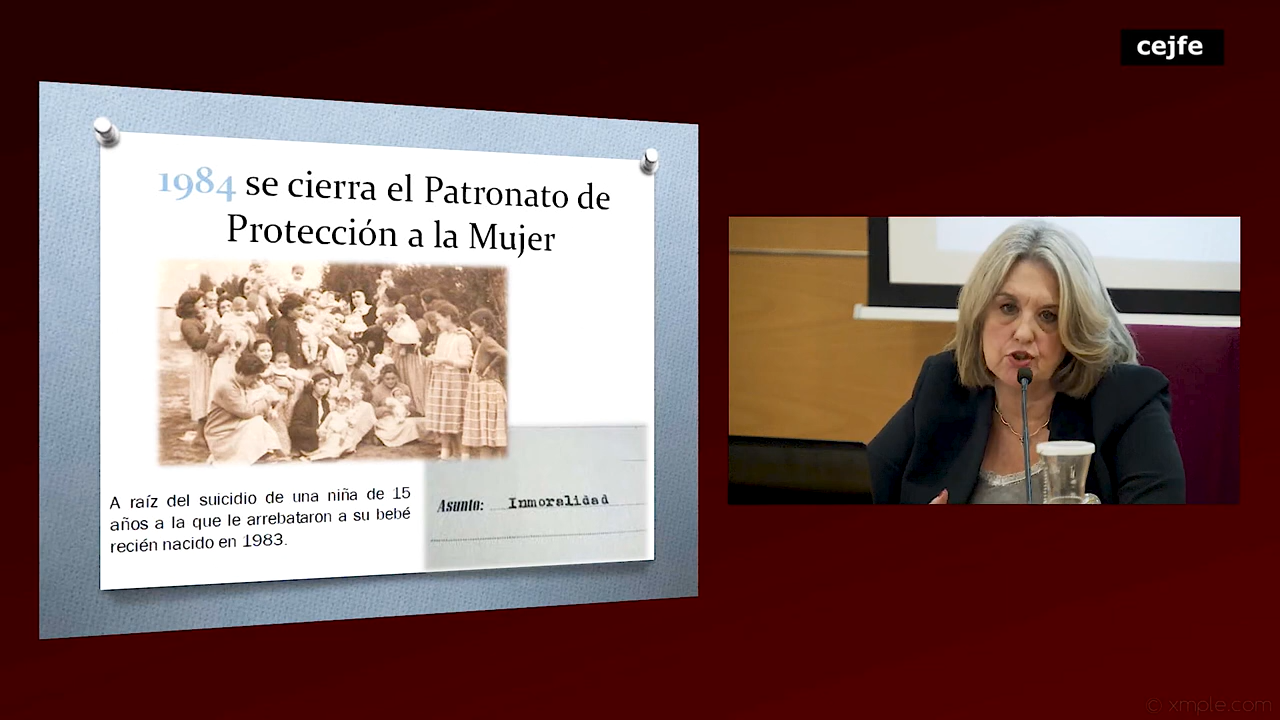 cejfe
1984 se cierra el Patronato de
Protección a la Mujer
A raíz del suicidio de una niña de 15
años a la que le arrebataron a su bebé
recién nacido en 1983.
Asunto: Inmoralidad
© xmple.com